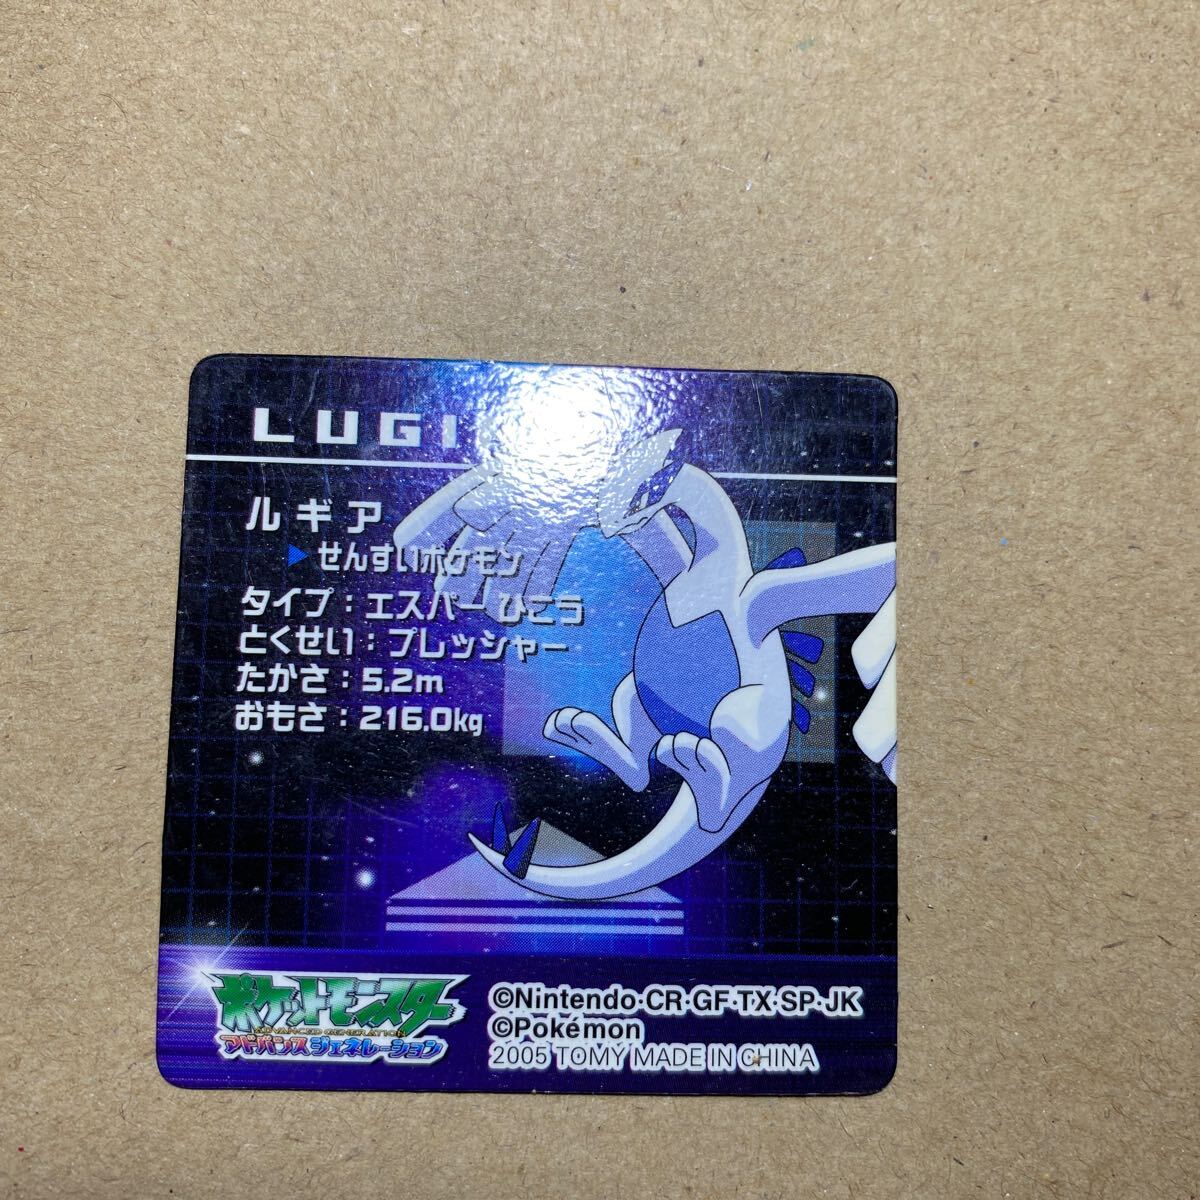 LUGI
ルギア
▶せんすいポケモン
タイプ：エスパー ひこう
とくせい：プレッシャー
たかさ：5.2m
おもさ：216.0kg
ポケットモンスター
ADVANCED GENERATION
アドバンスジェネレーション
©Nintendo·CR·GF·TX·SP·JK
©Pokémon
2005 TOMY MADE IN CHINA